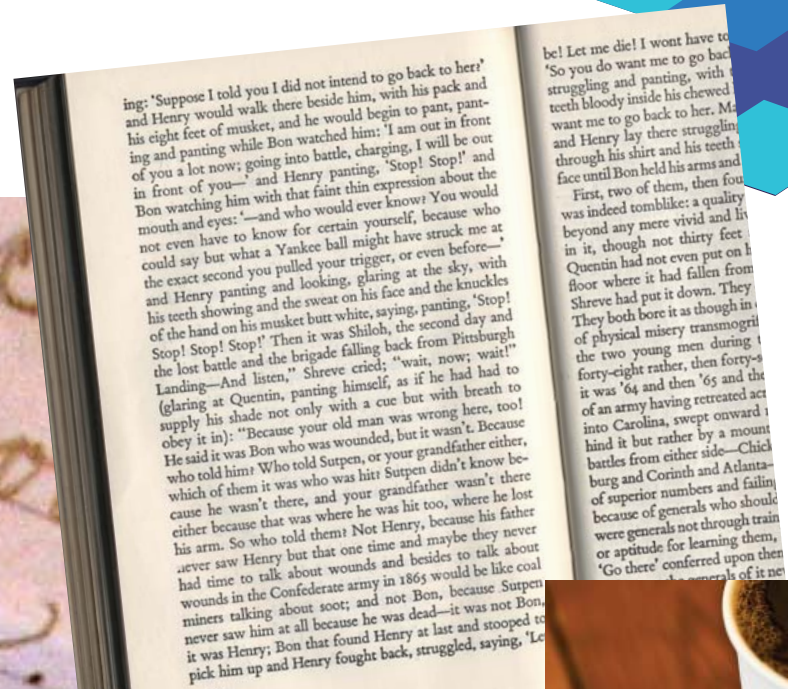 ing: ‘Suppose I told you I did not intend to go back to her?’
and Henry would walk there beside him, with his pack and
his eight feet of musket, and he would begin to pant, pant-
ing and panting while Bon watched him: ‘I am out in front
of you a lot now; going into battle, charging, I will be out
in front of you—’ and Henry panting, ‘Stop! Stop!’ and
Bon watching him with that faint thin expression about the
mouth and eyes: ‘—and who would ever know? You would
not even have to know for certain yourself, because who
could say but what a Yankee ball might have struck me at
the exact second you pulled your trigger, or even before—’
and Henry panting and looking, glaring at the sky, with
his teeth showing and the sweat on his face and the knuckles
of the hand on his musket butt white, saying, panting, ‘Stop!
Stop! Stop! Stop!’ Then it was Shiloh, the second day and
the lost battle and the brigade falling back from Pittsburgh
Landing—And listen,” Shreve cried; “wait, now; wait!”
(glaring at Quentin, panting himself, as if he had had to
supply his shade not only with a cue but with breath to
obey it in): “Because your old man was wrong here, too!
He said it was Bon who was wounded, but it wasn’t. Because
who told him? Who told Sutpen, or your grandfather either,
which of them it was who was hit? Sutpen didn’t know be-
cause he wasn’t there, and your grandfather wasn’t there
either because that was where he was hit too, where he lost
his arm. So who told them? Not Henry, because his father
never saw Henry but that one time and maybe they never
had time to talk about wounds and besides to talk about
wounds in the Confederate army in 1865 would be like coal
miners talking about soot; and not Bon, because Sutpen
never saw him at all because he was dead—it was not Bon,
it was Henry; Bon that found Henry at last and stooped to
pick him up and Henry fought back, struggled, saying, ‘Le
be! Let me die! I wont have to
‘So you do want me to go bac
struggling and panting, with
teeth bloody inside his chewed
want me to go back to her. M
and Henry lay there struggling
through his shirt and his teeth
face until Bon held his arms and
First, two of them, then fou
was indeed tomblike: a quality
beyond any mere vivid and liv
in it, though not thirty feet
Quentin had not even put on h
floor where it had fallen from
Shreve had put it down. They
They both bore it as though in
of physical misery transmogri
the two young men during
forty-eight rather, then forty-s
it was ’64 and then ’65 and the
of an army having retreated acr
into Carolina, swept onward
hind it but rather by a mount
battles from either side—Chick
burg and Corinth and Atlanta—
of superior numbers and failin
because of generals who should
were generals not through train
or aptitude for learning them,
‘Go there’ conferred upon them
generals of it nev